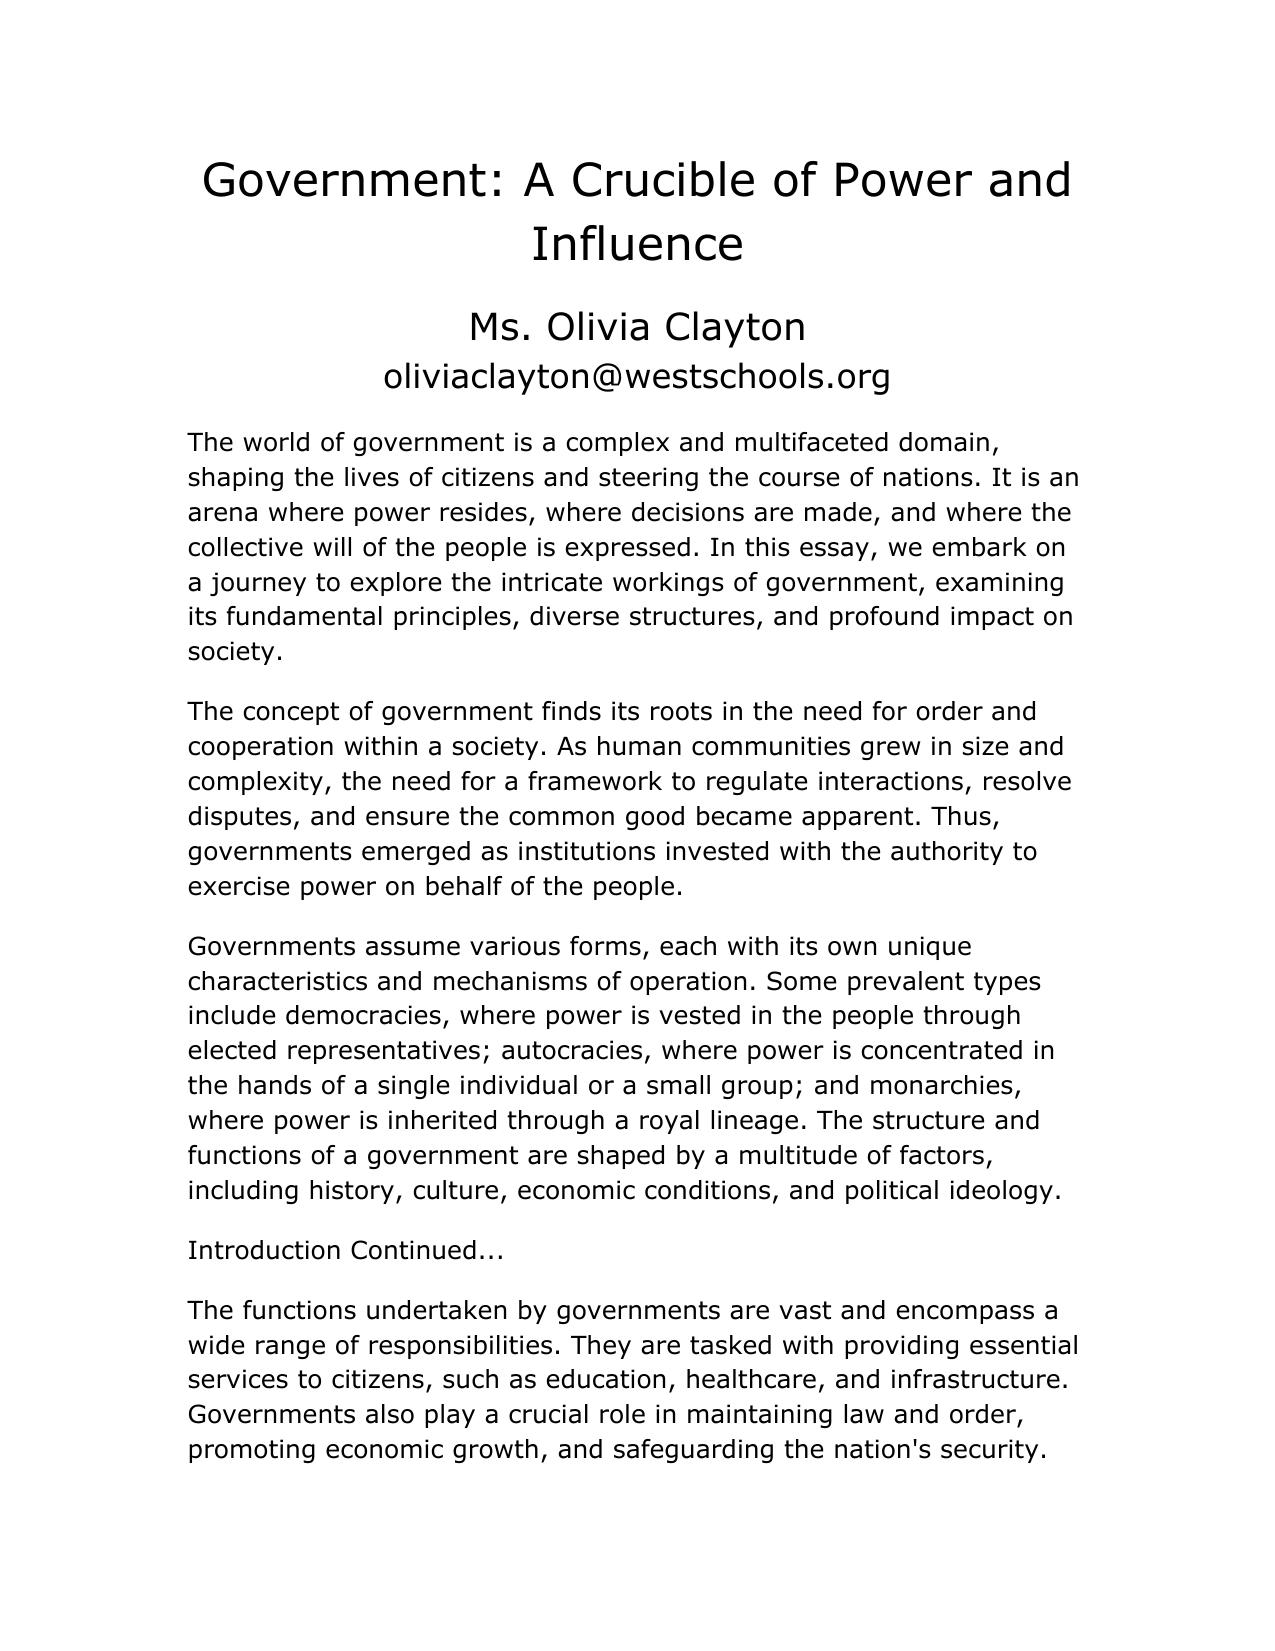 Government: A Crucible of Power and
Influence
Ms. Olivia Clayton
oliviaclayton@westschools.org
The world of government is a complex and multifaceted domain,
shaping the lives of citizens and steering the course of nations. It is an
arena where power resides, where decisions are made, and where the
collective will of the people is expressed. In this essay, we embark on
a journey to explore the intricate workings of government, examining
its fundamental principles, diverse structures, and profound impact on
society.
The concept of government finds its roots in the need for order and
cooperation within a society. As human communities grew in size and
complexity, the need for a framework to regulate interactions, resolve
disputes, and ensure the common good became apparent. Thus,
governments emerged as institutions invested with the authority to
exercise power on behalf of the people.
Governments assume various forms, each with its own unique
characteristics and mechanisms of operation. Some prevalent types
include democracies, where power is vested in the people through
elected representatives; autocracies, where power is concentrated in
the hands of a single individual or a small group; and monarchies,
where power is inherited through a royal lineage. The structure and
functions of a government are shaped by a multitude of factors,
including history, culture, economic conditions, and political ideology.
Introduction Continued...
The functions undertaken by governments are vast and encompass a
wide range of responsibilities. They are tasked with providing essential
services to citizens, such as education, healthcare, and infrastructure.
Governments also play a crucial role in maintaining law and order,
promoting economic growth, and safeguarding the nation's security.